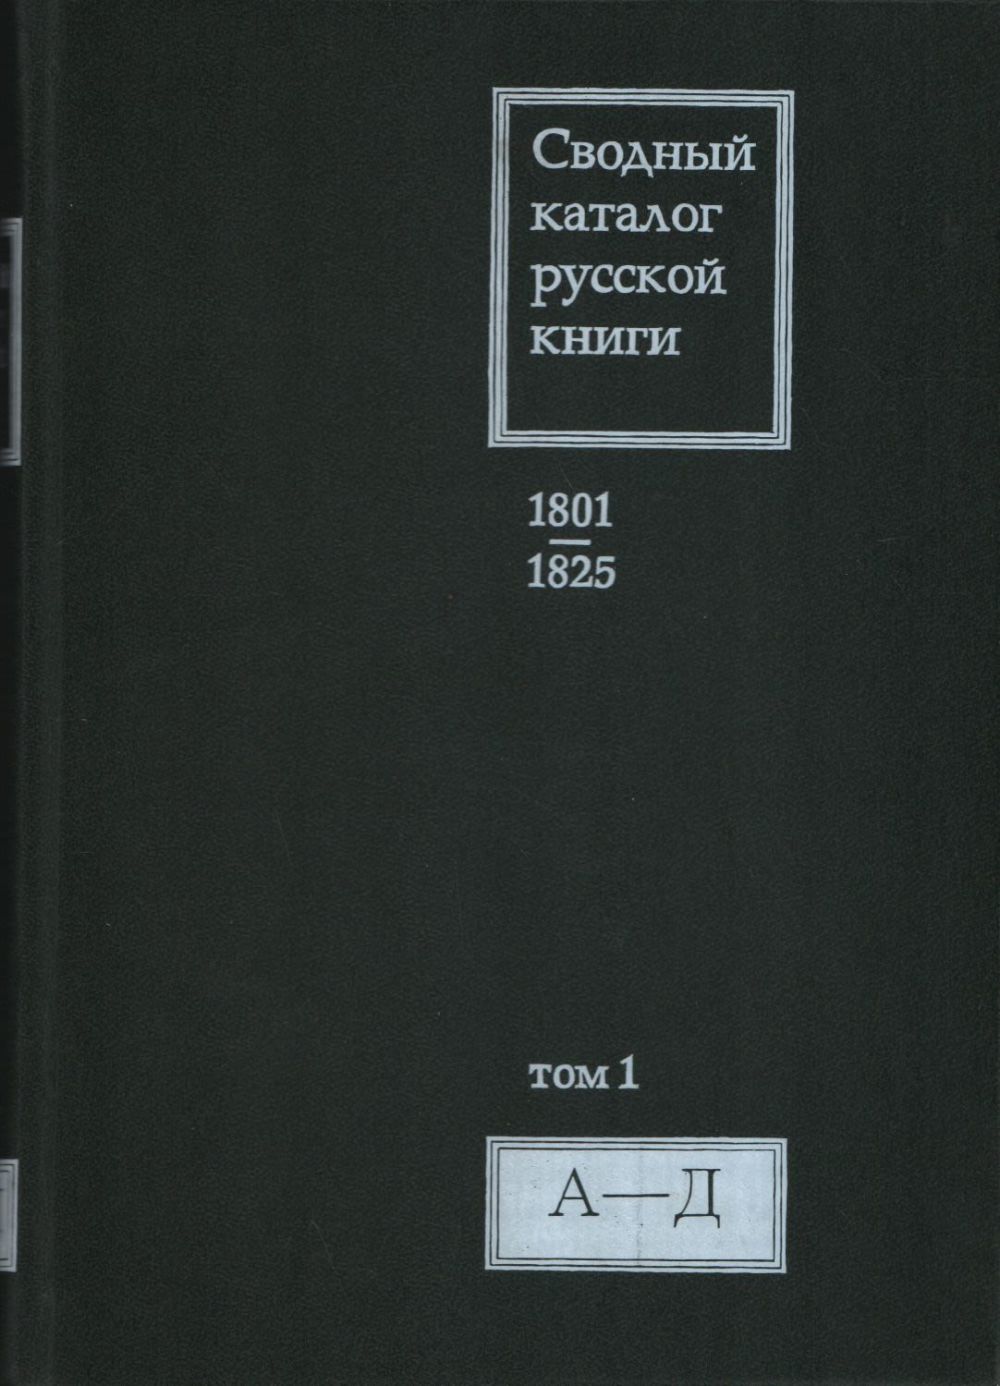 Сводный
каталог
русской
книги
1801
—
1825
том 1
А—Д